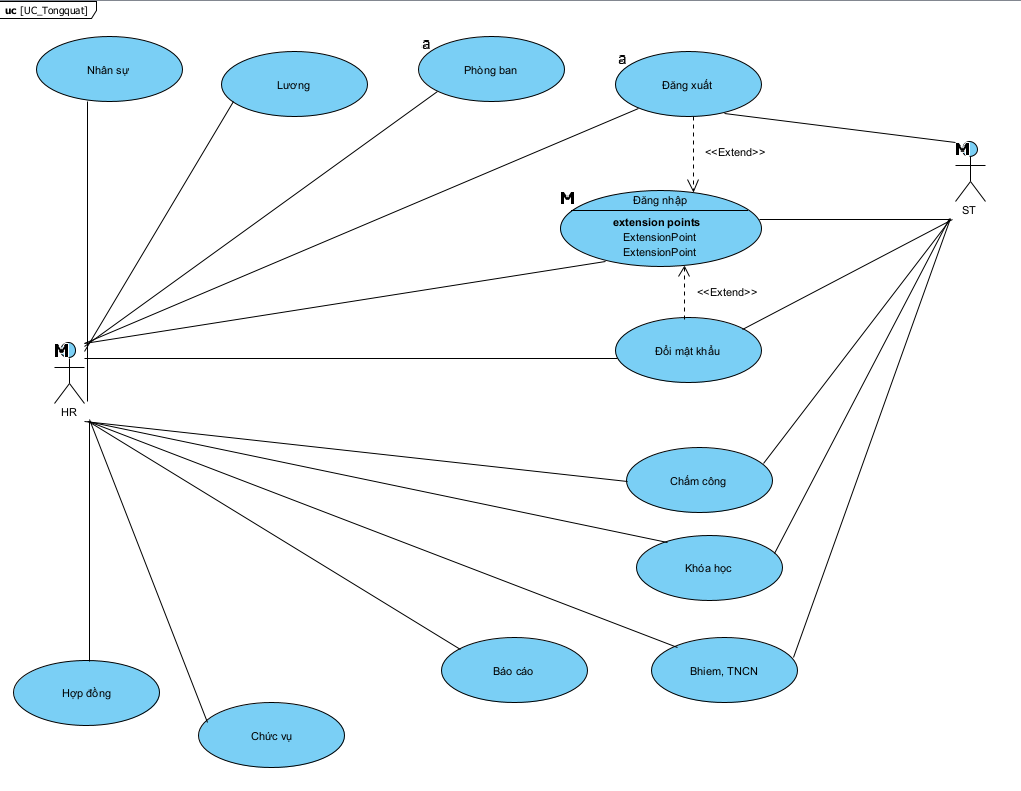 uc [UC_Tongquat]
Nhân sự
Lương
a
Phòng ban
a
Đăng xuất
<<Extend>>
M
ST
M
Đăng nhập
extension points
ExtensionPoint
ExtensionPoint
<<Extend>>
M
HR
Đổi mật khẩu
Chấm công
Khóa học
Báo cáo
Bhiem, TNCN
Hợp đồng
Chức vụ